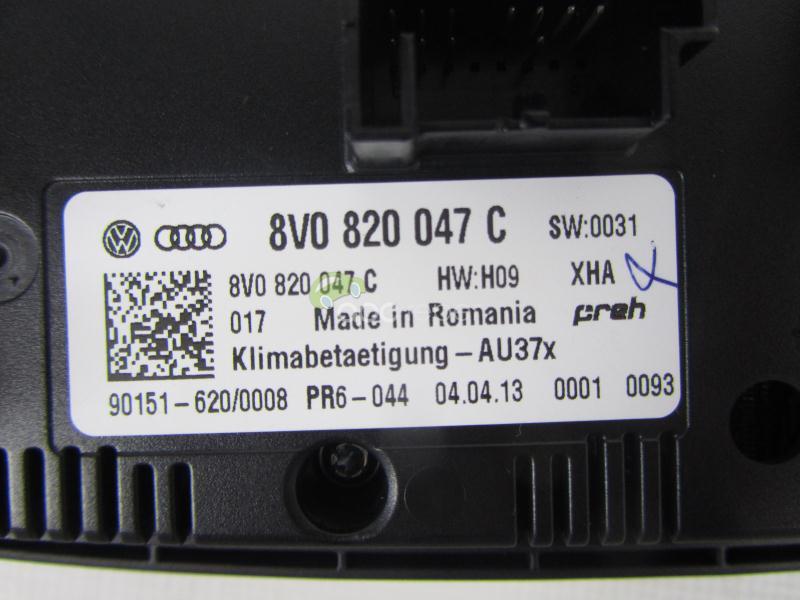 8V0 820 047 C SW:0031
8V0 820 047 C HW:H09 XHA
017 Made in Romania preh
Klimabetaetigung-AU37x
90151-620/0008 PR6-044 04.04.13 0001 0093